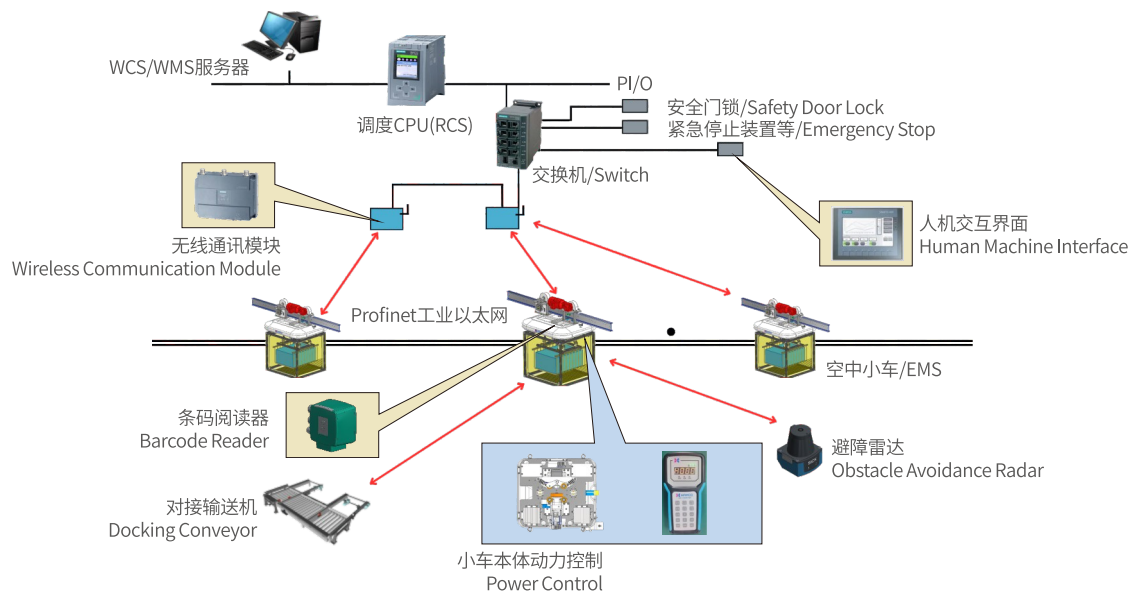 WCS/WMS服务器
PI/O
调度CPU(RCS)
安全门锁/Safety Door Lock
紧急停止装置等/Emergency Stop
交换机/Switch
无线通讯模块
Wireless Communication Module
人机交互界面
Human Machine Interface
Profinet工业以太网
空中小车/EMS
条码阅读器
Barcode Reader
避障雷达
Obstacle Avoidance Radar
对接输送机
Docking Conveyor
小车本体动力控制
Power Control